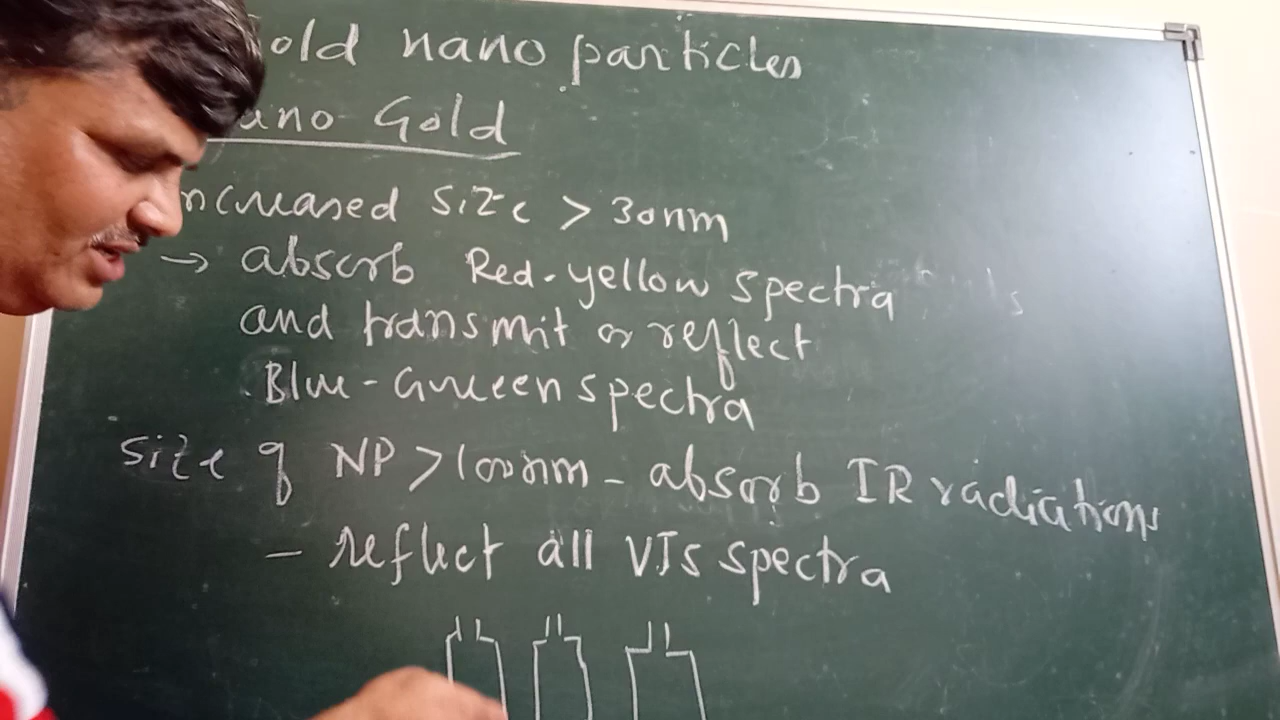 old nano particles
ano Gold
ncreased size > 30nm
→ absorb Red-yellow spectra
and transmit or reflect
Blue-Green spectra
size of NP > 100nm - absorb IR radiations
- reflect all VIS spectra